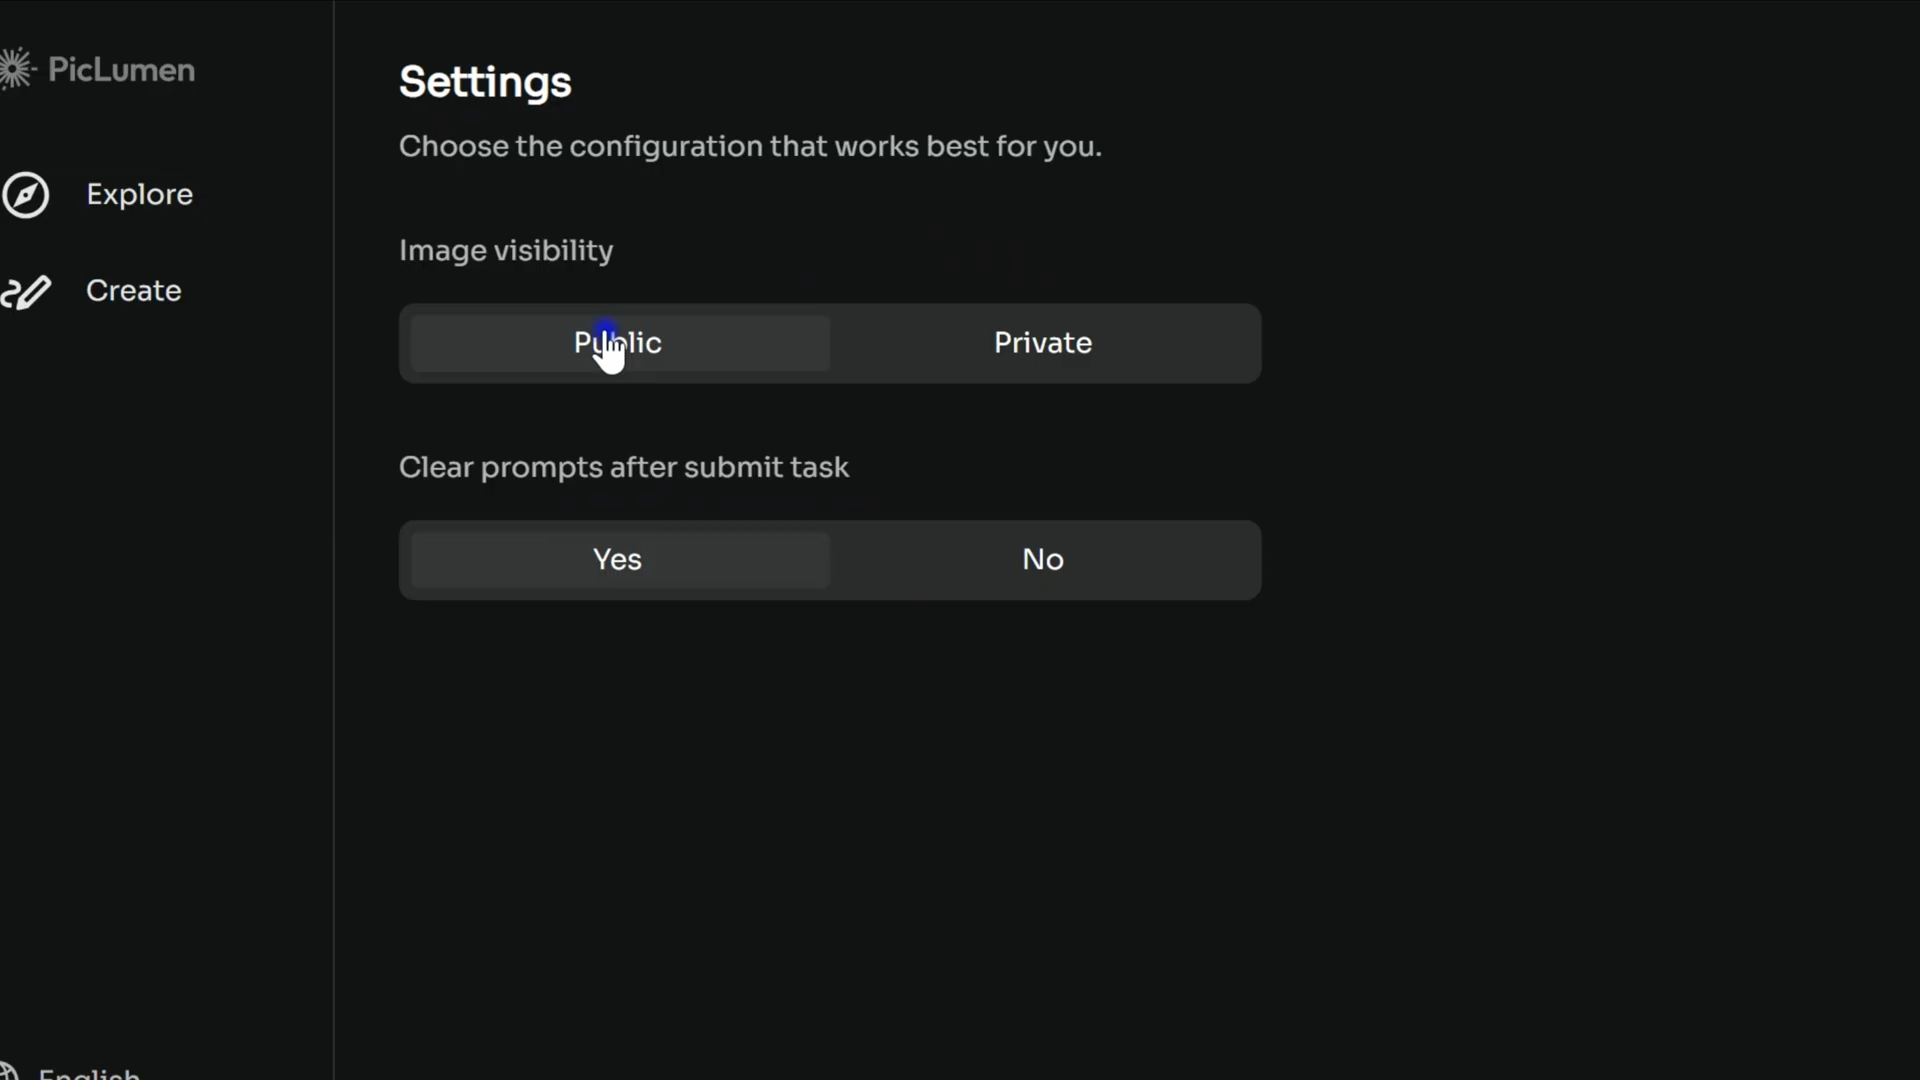 PicLumen
Explore
Create
Settings
Choose the configuration that works best for you.
Image visibility
Public
Private
Clear prompts after submit task
Yes
No
English